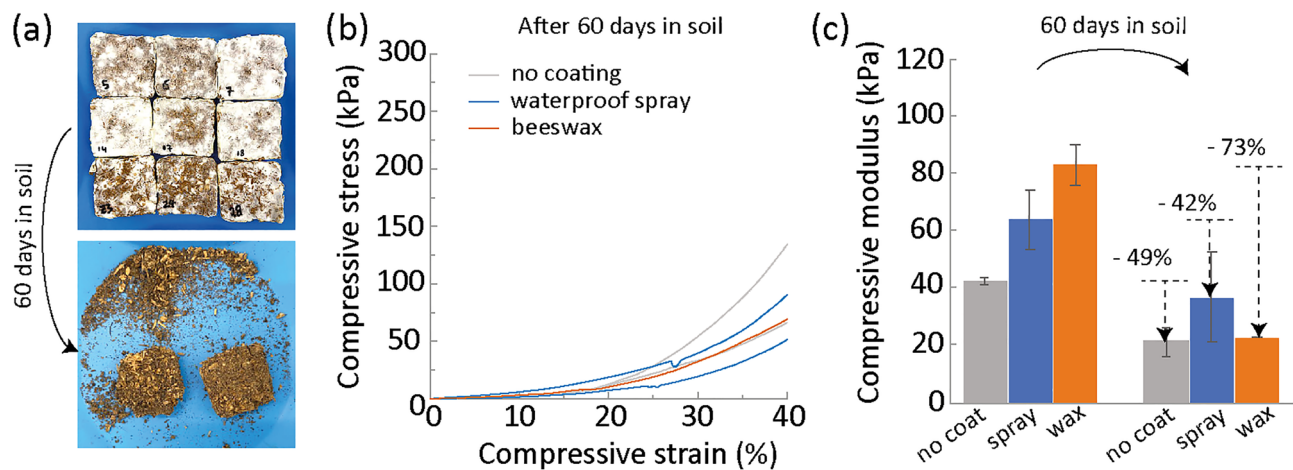 (a)
5
6
7
14
17
18
23
60 days in soil
(b)
After 60 days in soil
Compressive stress (kPa)
300
250
200
150
100
50
0
no coating
waterproof spray
beeswax
0
10
20
30
40
Compressive strain (%)
(c)
60 days in soil
Compressive modulus (kPa)
120
100
80
60
40
20
0
- 49%
- 42%
- 73%
no coat
spray
wax
no coat
spray
wax